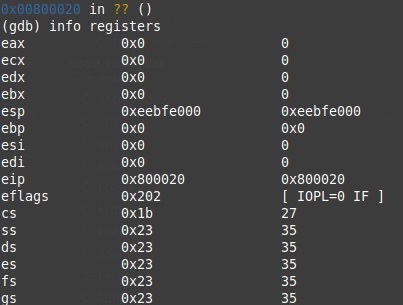 0x00800020 in ?? ()
(gdb) info registers
eax 0x0 0
ecx 0x0 0
edx 0x0 0
ebx 0x0 0
esp 0xeebfe000 0xeebfe000
ebp 0x0 0x0
esi 0x0 0
edi 0x0 0
eip 0x800020 0x800020
eflags 0x202 [ IOPL=0 IF ]
cs 0x1b 27
ss 0x23 35
ds 0x23 35
es 0x23 35
fs 0x23 35
gs 0x23 35